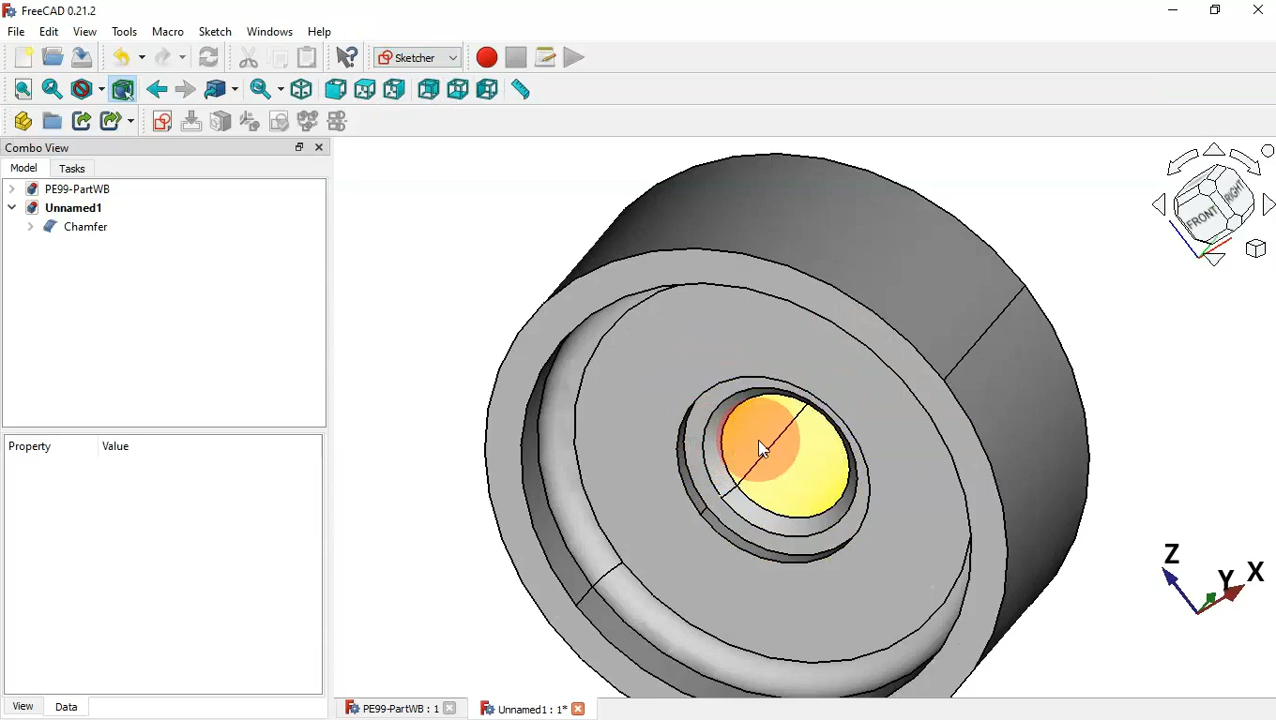 FreeCAD 0.21.2
File Edit View Tools Macro Sketch Windows Help
Sketcher
Combo View
Model Tasks
PE99-PartWB
Unnamed1
Chamfer
FRONT RIGHT
Property Value
Z Y X
View Data
PE99-PartWB : 1 Unnamed1 : 1*